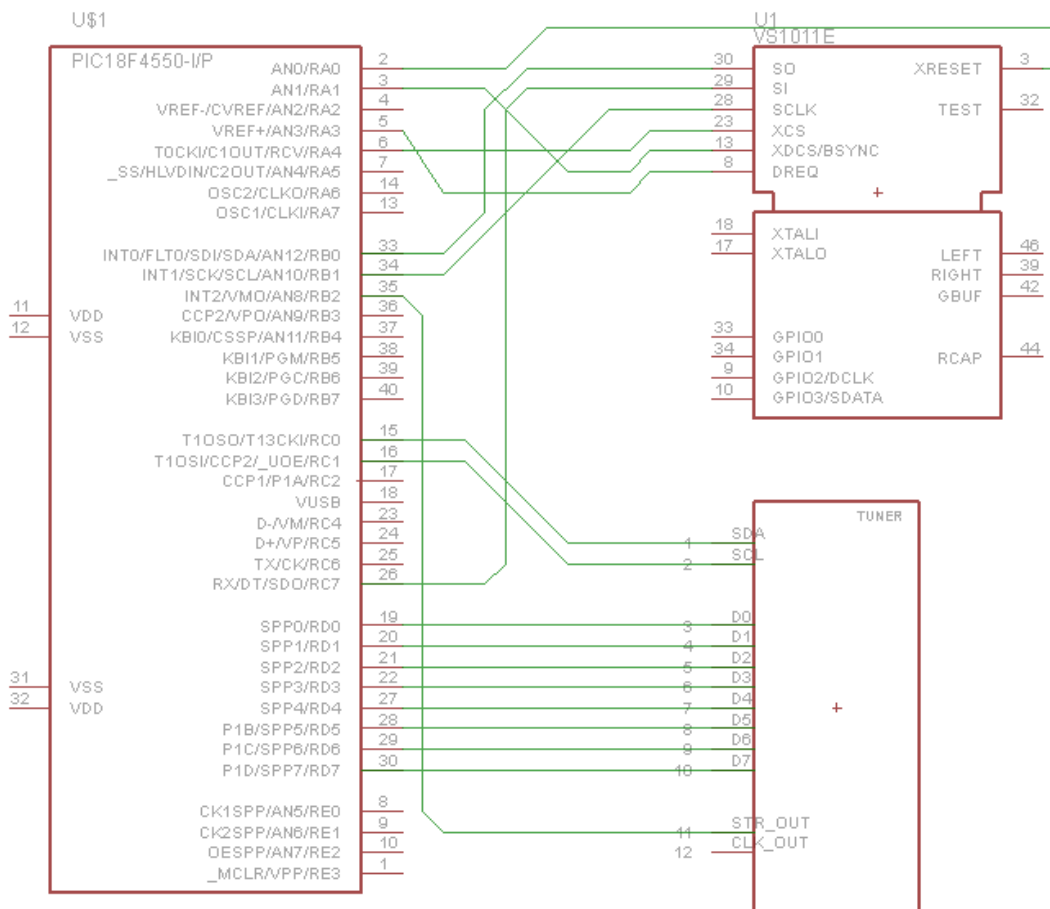 U$1
PIC18F4550-I/P
AN0/RA0 2
AN1/RA1 3
VREF-/CVREF/AN2/RA2 4
VREF+/AN3/RA3 5
T0CKI/C1OUT/RCV/RA4 6
_SS/HLVDIN/C2OUT/AN4/RA5 7
OSC2/CLKO/RA6 14
OSC1/CLKI/RA7 13
INT0/FLT0/SDI/SDA/AN12/RB0 33
INT1/SCK/SCL/AN10/RB1 34
INT2/VMO/AN8/RB2 35
11 VDD
CCP2/VPO/AN9/RB3 36
12 VSS
KBI0/CSSP/AN11/RB4 37
KBI1/PGM/RB5 38
KBI2/PGC/RB6 39
KBI3/PGD/RB7 40
T1OSO/T13CKI/RC0 15
T1OSI/CCP2/_UOE/RC1 16
CCP1/P1A/RC2 17
VUSB 18
D-/VM/RC4 23
D+/VP/RC5 24
TX/CK/RC6 25
RX/DT/SDO/RC7 26
SPP0/RD0 19
SPP1/RD1 20
SPP2/RD2 21
31 VSS
SPP3/RD3 22
32 VDD
SPP4/RD4 27
P1B/SPP5/RD5 28
P1C/SPP6/RD6 29
P1D/SPP7/RD7 30
CK1SPP/AN5/RE0 8
CK2SPP/AN6/RE1 9
OESPP/AN7/RE2 10
_MCLR/VPP/RE3 1
U1
VS1011E
30 SO XRESET 3
29 SI
28 SCLK TEST 32
23 XCS
13 XDCS/BSYNC
8 DREQ
18 XTALI
17 XTALO LEFT 46
RIGHT 39
GBUF 42
33 GPIO0
34 GPIO1 RCAP 44
9 GPIO2/DCLK
10 GPIO3/SDATA
TUNER
1 SDA
2 SCL
3 D0
4 D1
5 D2
6 D3
7 D4
8 D5
9 D6
10 D7
11 STR_OUT
12 CLK_OUT